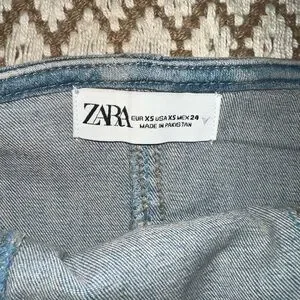 ZARA
EUR XS USA XS MEX 24
MADE IN PAKISTAN